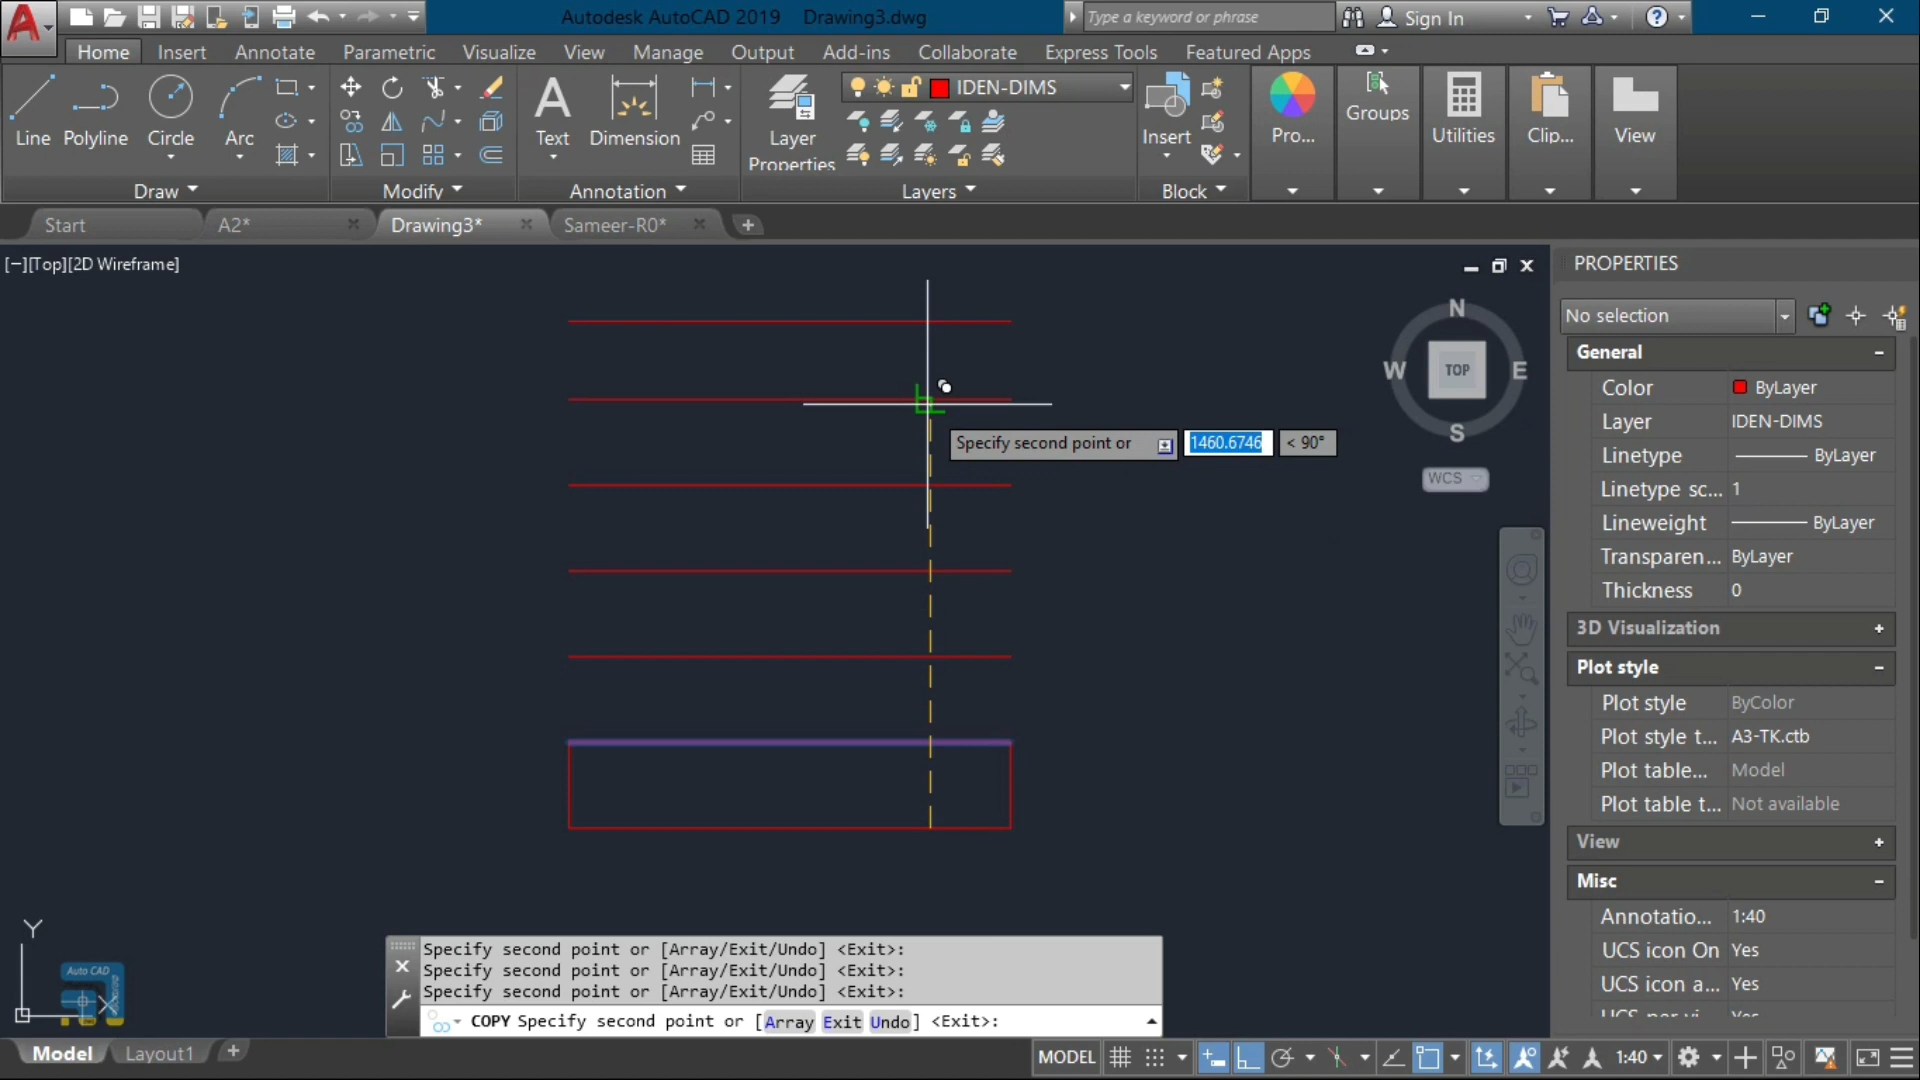 Autodesk AutoCAD 2019 Drawing3.dwg
Type a keyword or phrase
Sign In
Home Insert Annotate Parametric Visualize View Manage Output Add-ins Collaborate Express Tools Featured Apps
IDEN-DIMS
Line Polyline Circle Arc
Text Dimension
Layer
Properties
Insert
Pro... Groups Utilities Clip... View
Draw Modify Annotation Layers Block
Start A2* Drawing3* Sameer-R0*
[−][Top][2D Wireframe]
N
W TOP E
S
WCS
Specify second point or 1460.6746 < 90°
PROPERTIES
No selection
General
Color ByLayer
Layer IDEN-DIMS
Linetype ByLayer
Linetype sc... 1
Lineweight ByLayer
Transparen... ByLayer
Thickness 0
3D Visualization
Plot style
Plot style ByColor
Plot style t... A3-TK.ctb
Plot table... Model
Plot table t... Not available
View
Misc
Annotatio... 1:40
UCS icon On Yes
UCS icon a... Yes
Y
X
Auto CAD
Specify second point or [Array/Exit/Undo] <Exit>:
Specify second point or [Array/Exit/Undo] <Exit>:
Specify second point or [Array/Exit/Undo] <Exit>:
COPY Specify second point or [Array Exit Undo] <Exit>:
Model Layout1
MODEL 1:40